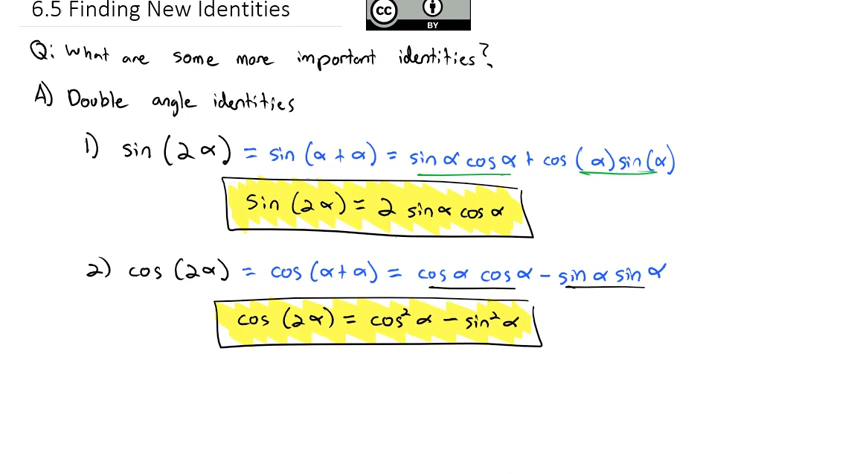 6.5 Finding New Identities
cc BY
Q: What are some more important identities?
A) Double angle identities
1) sin (2α) = sin (α + α) = sin α cos α + cos (α) sin (α)
sin (2α) = 2 sin α cos α
2) cos (2α) = cos (α + α) = cos α cos α - sin α sin α
cos (2α) = cos² α - sin² α